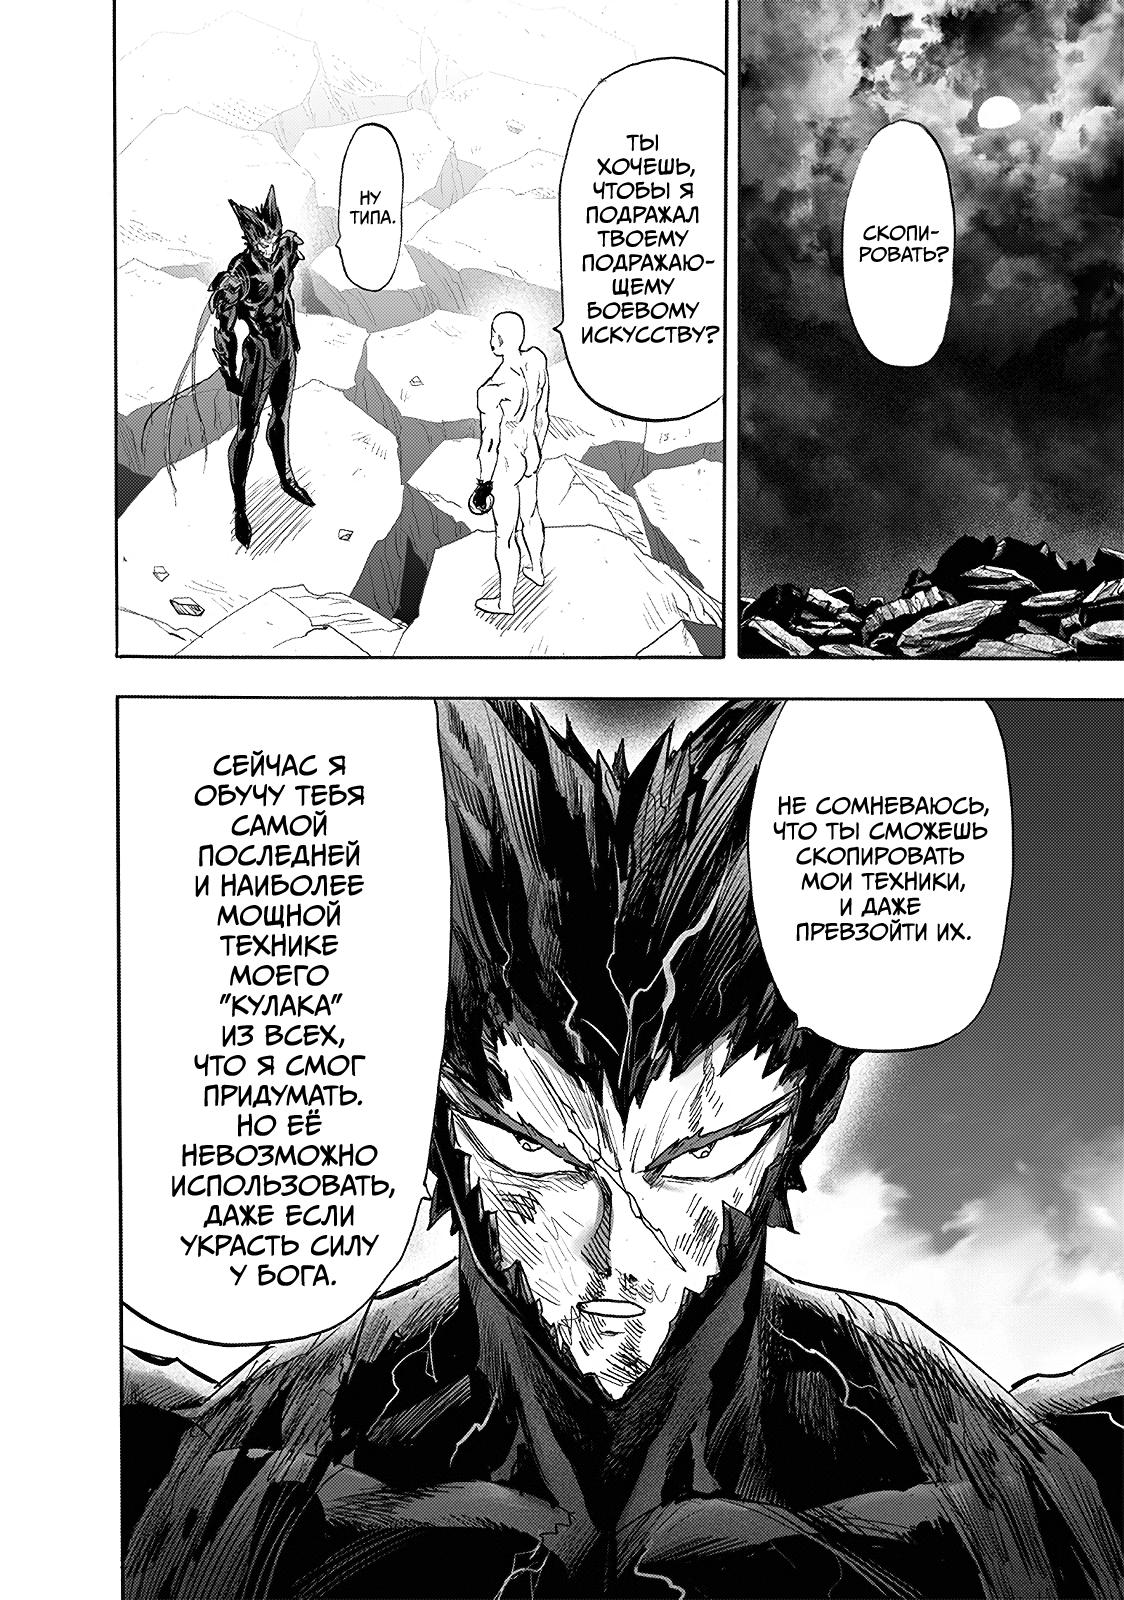 СКОПИ-
РОВАТЬ?
ТЫ
ХОЧЕШЬ,
ЧТОБЫ Я
ПОДРАЖАЛ
ТВОЕМУ
ПОДРАЖАЮ-
ЩЕМУ
БОЕВОМУ
ИСКУССТВУ?
НУ
ТИПА.
НЕ СОМНЕВАЮСЬ,
ЧТО ТЫ СМОЖЕШЬ
СКОПИРОВАТЬ
МОИ ТЕХНИКИ,
И ДАЖЕ
ПРЕВЗОЙТИ ИХ.
СЕЙЧАС Я
ОБУЧУ ТЕБЯ
САМОЙ
ПОСЛЕДНЕЙ
И НАИБОЛЕЕ
МОЩНОЙ
ТЕХНИКЕ
МОЕГО
"КУЛАКА"
ИЗ ВСЕХ,
ЧТО Я СМОГ
ПРИДУМАТЬ.
НО ЕЁ
НЕВОЗМОЖНО
ИСПОЛЬЗОВАТЬ,
ДАЖЕ ЕСЛИ
УКРАСТЬ СИЛУ
У БОГА.